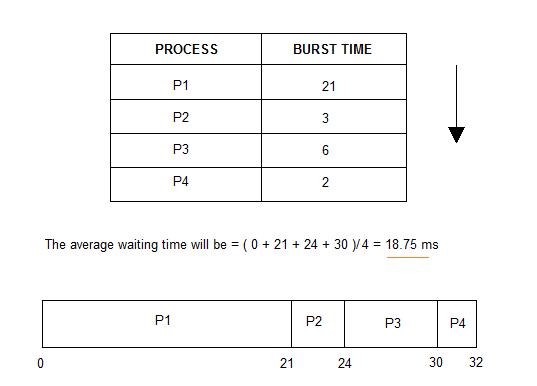 PROCESS BURST TIME
P1 21
P2 3
P3 6
P4 2
The average waiting time will be = ( 0 + 21 + 24 + 30 )/ 4 = 18.75 ms
P1 P2 P3 P4
0 21 24 30 32